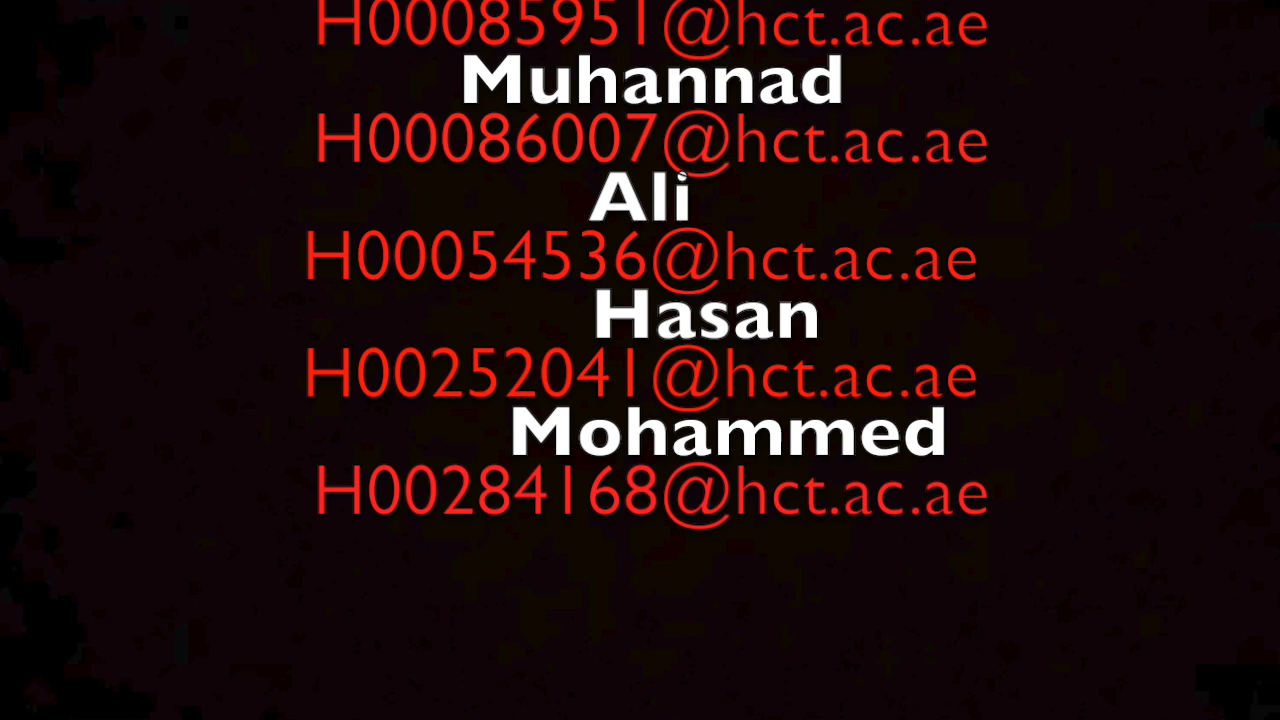 H00085951@hct.ac.ae
Muhannad
H00086007@hct.ac.ae
Ali
H00054536@hct.ac.ae
Hasan
H00252041@hct.ac.ae
Mohammed
H00284168@hct.ac.ae